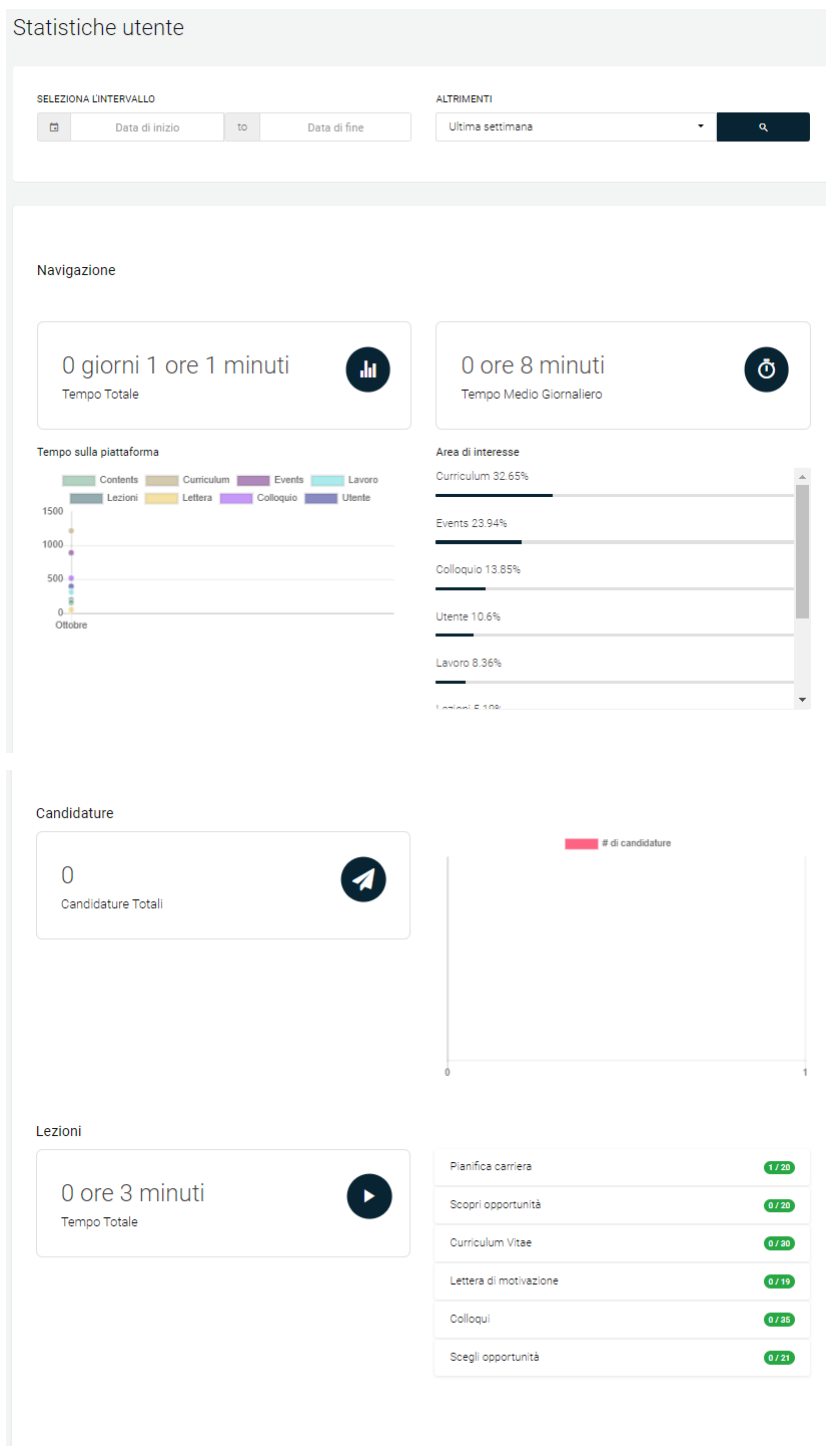 Statistiche utente
SELEZIONA L'INTERVALLO
Data di inizio to Data di fine
ALTRIMENTI
Ultima settimana
Navigazione
0 giorni 1 ore 1 minuti
Tempo Totale
0 ore 8 minuti
Tempo Medio Giornaliero
Tempo sulla piattaforma
Contents Curriculum Events Lavoro
Lezioni Lettera Colloquio Utente
1500
1000
500
0
Ottobre
Area di interesse
Curriculum 32.65%
Events 23.94%
Colloquio 13.85%
Utente 10.6%
Lavoro 8.36%
Lezioni 5.19%
Candidature
0
Candidature Totali
# di candidature
0 1
Lezioni
0 ore 3 minuti
Tempo Totale
Pianifica carriera 1 / 20
Scopri opportunità 0 / 20
Curriculum Vitae 0 / 30
Lettera di motivazione 0 / 19
Colloqui 0 / 35
Scegli opportunità 0 / 21